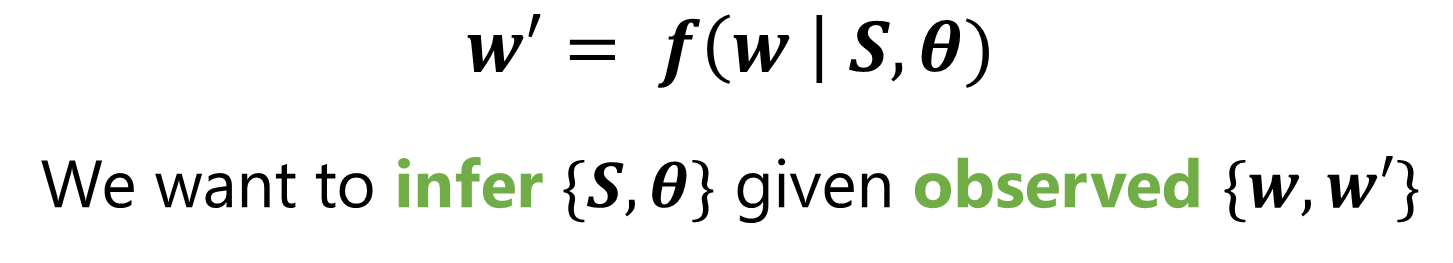 w′ = f(w | S, θ)
We want to infer {S, θ} given observed {w, w′}